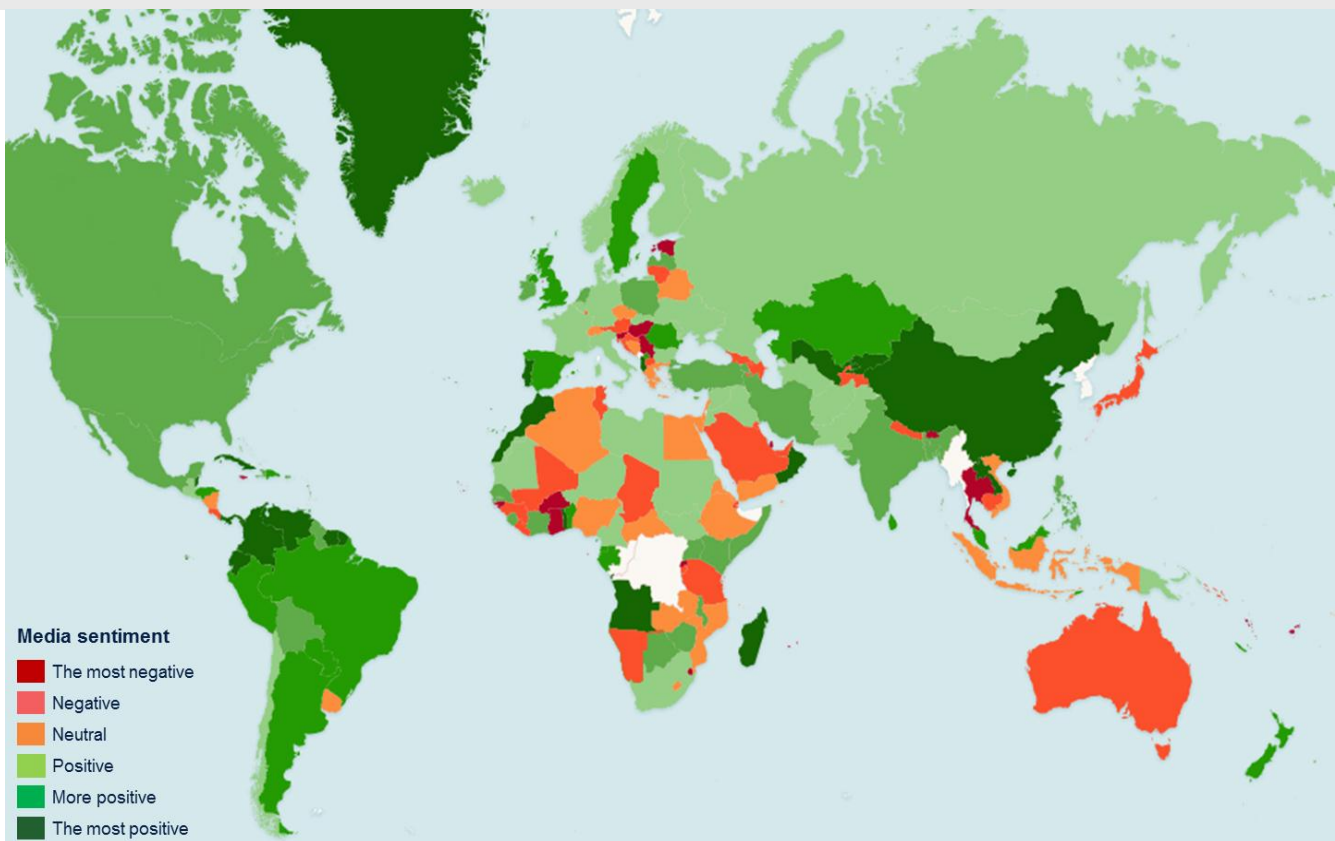 Media sentiment
The most negative
Negative
Neutral
Positive
More positive
The most positive